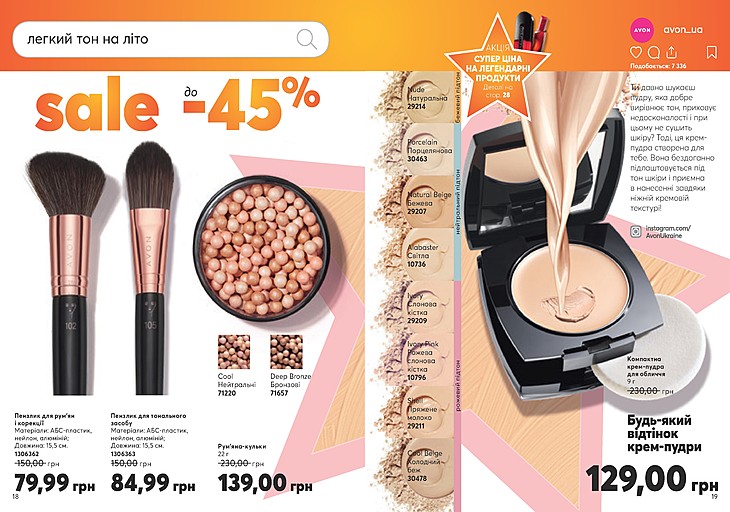 легкий тон на літо
sale до -45%
102
AVON
105
AVON
Cool
Нейтральні
71220
Deep Bronze
Бронзові
71657
Пензлик для рум'ян
і корекції
Матеріали: АБС-пластик,
нейлон, алюміній;
Довжина: 15,5 см.
1306362
150,00 грн
79,99 грн
Пензлик для тонального
засобу
Матеріали: АБС-пластик,
нейлон, алюміній;
Довжина: 15,5 см.
1306363
150,00 грн
84,99 грн
Рум'яна-кульки
22 г
230,00 грн
139,00 грн
18
Nude
Натуральна
29214
Porcelain
Порцелянова
30463
Natural Beige
Бежева
29207
Alabaster
Світла
10736
Ivory
Слонова
кістка
29209
Ivory Pink
Рожева
слонова
кістка
10796
Shell
Пряжене
молоко
29211
Cool Beige
Холодний
беж
30478
бежевий підтон
нейтральний підтон
рожевий підтон
АКЦІЯ
СУПЕР ЦІНА
НА ЛЕГЕНДАРНІ
ПРОДУКТИ
Деталі на
стор. 28
AVON
avon_ua
Подобається: 7 336
Ти давно шукаєш
пудру, яка добре
вирівнює тон, приховує
недосконалості і при
цьому не сушить
шкіру? Тоді, ця крем-
пудра створена для
тебе. Вона бездоганно
підлаштовується під
тон шкіри і приємна
в нанесенні завдяки
ніжній кремовій
текстурі!
instagram.com/
AvonUkraine
Компактна
крем-пудра
для обличчя
9 г
230,00 грн
Будь-який
відтінок
крем-пудри
129,00 грн
19